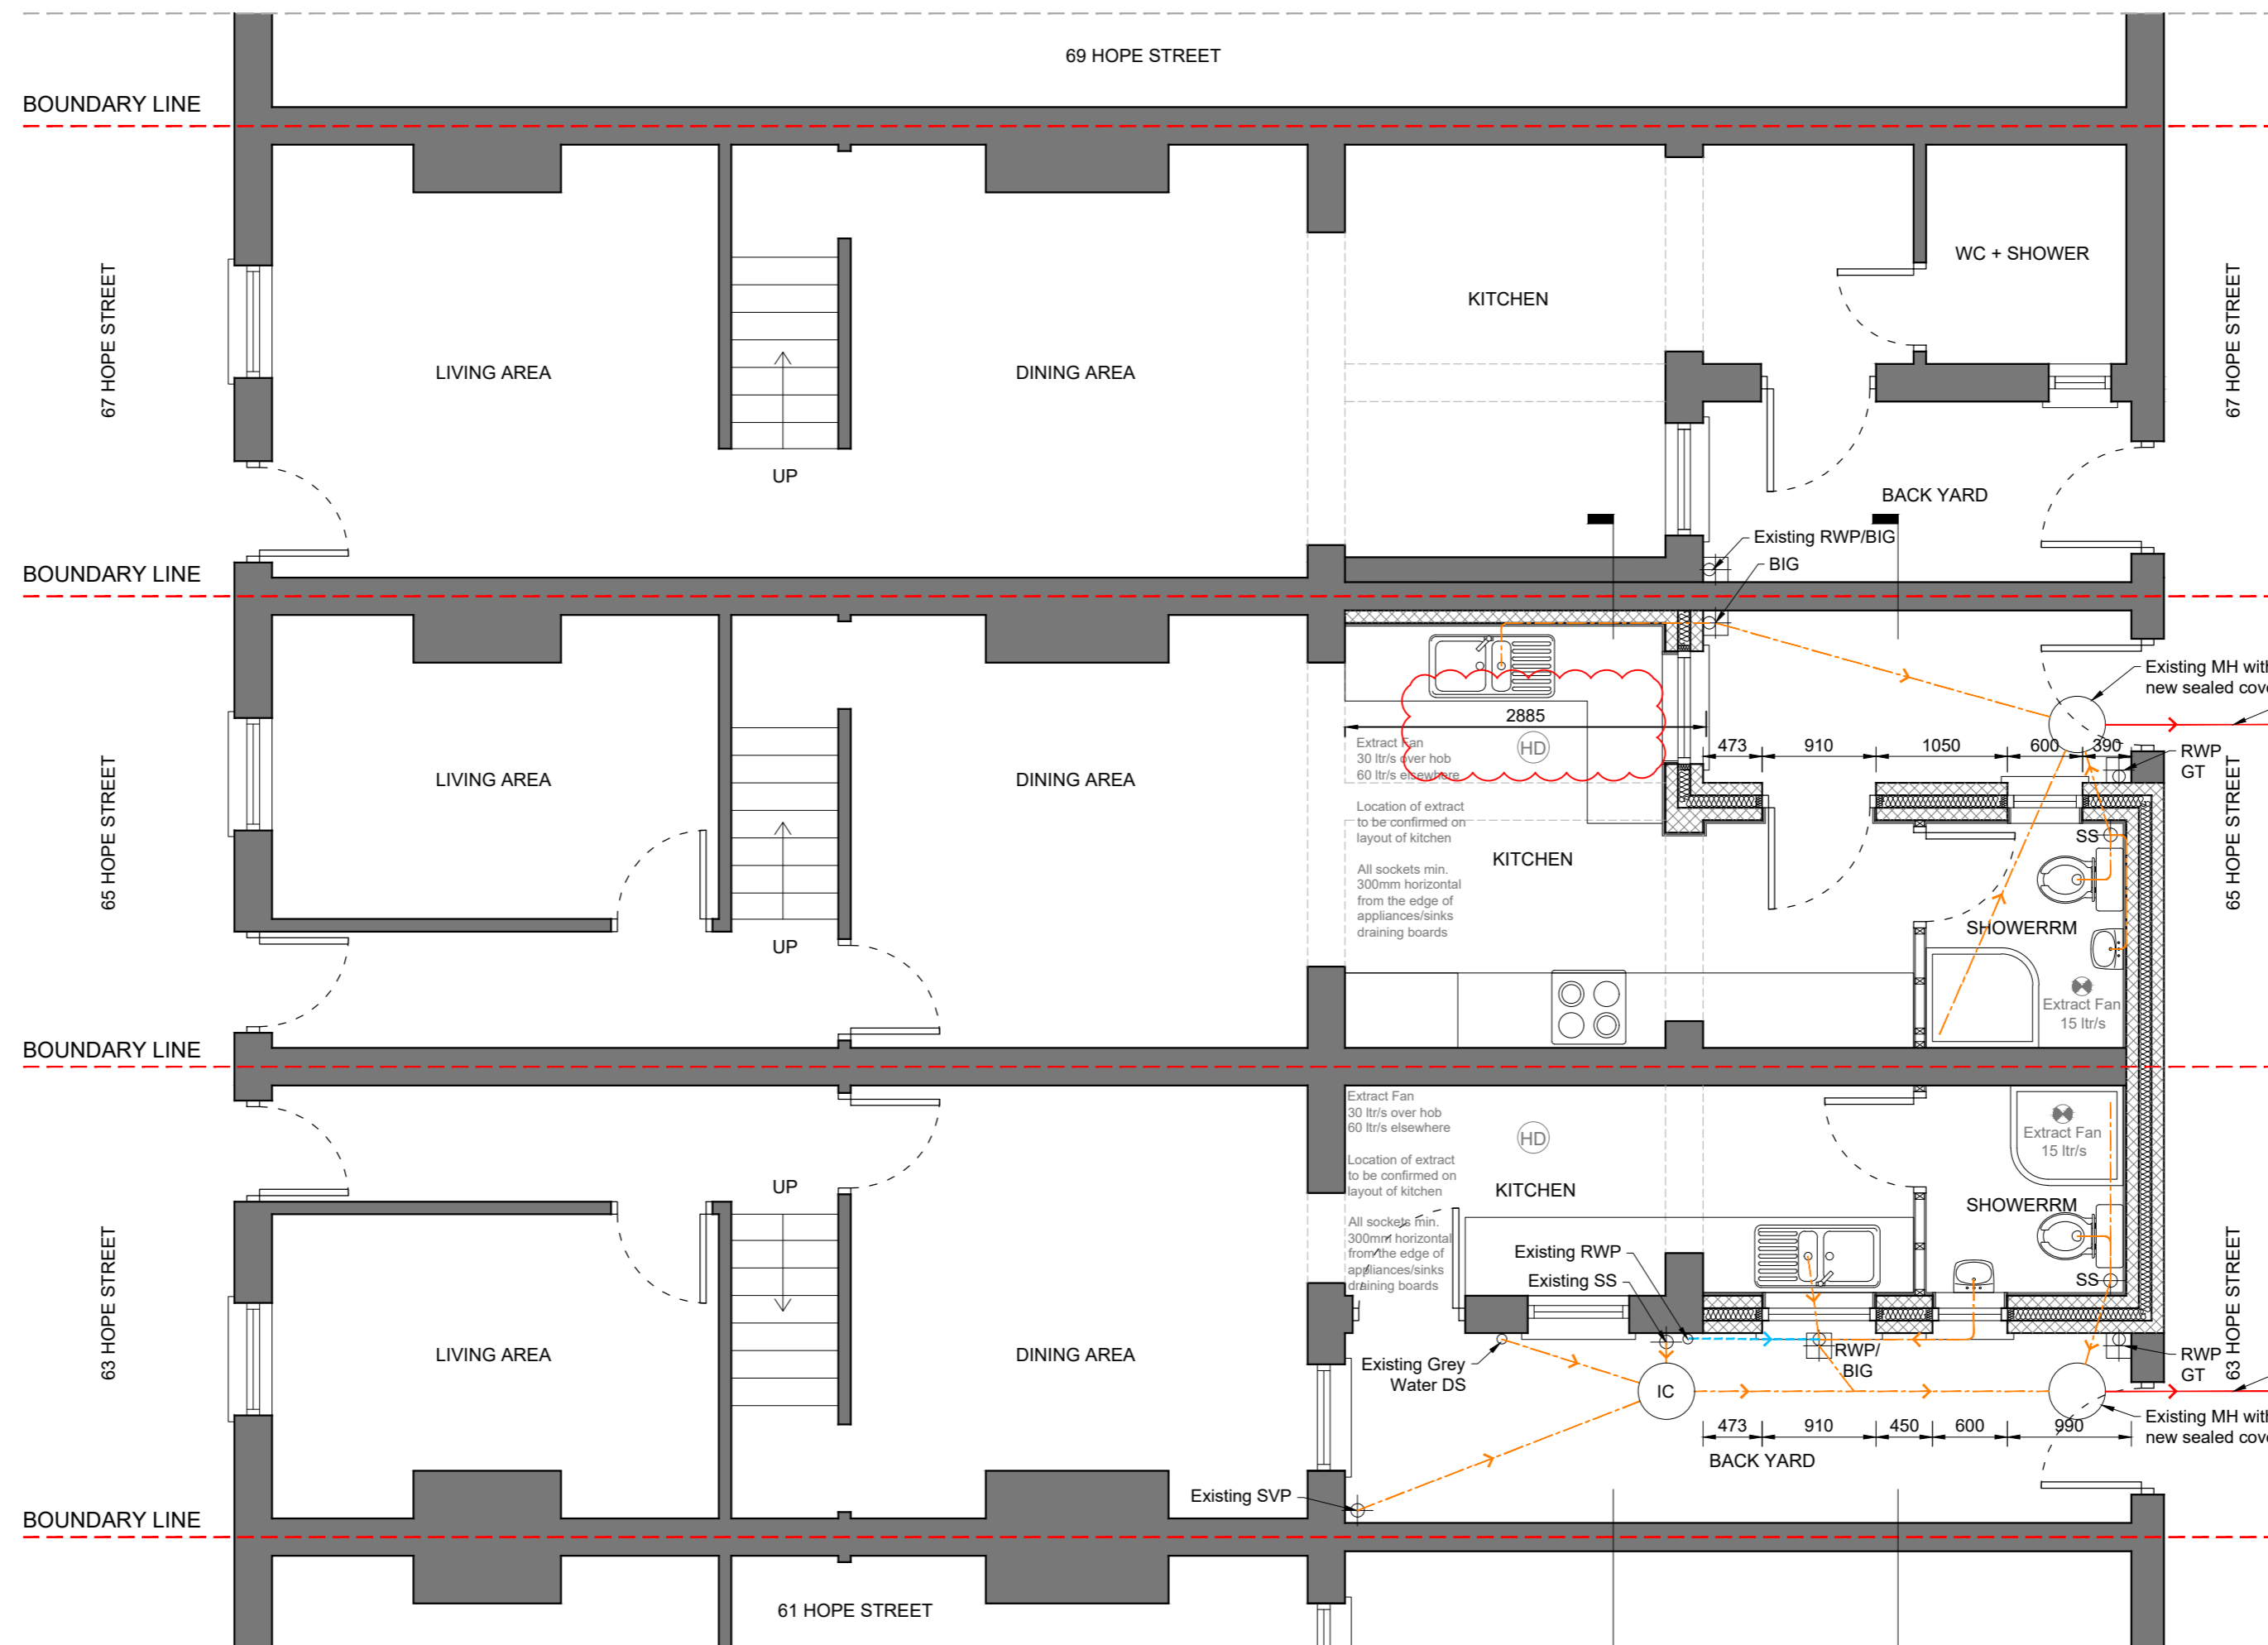 69 HOPE STREET
BOUNDARY LINE
67 HOPE STREET
LIVING AREA
UP
DINING AREA
KITCHEN
WC + SHOWER
67 HOPE STREET
BACK YARD
Existing RWP/BIG
BIG
BOUNDARY LINE
65 HOPE STREET
LIVING AREA
UP
DINING AREA
2885
Extract Fan
30 ltr/s over hob
60 ltr/s elsewhere
HD
Location of extract
to be confirmed on
layout of kitchen
All sockets min.
300mm horizontal
from the edge of
appliances/sinks
draining boards
KITCHEN
473
910
1050
600
390
Existing MH with
new sealed cove
RWP
GT
SS
SHOWERRM
Extract Fan
15 ltr/s
65 HOPE STREET
BOUNDARY LINE
63 HOPE STREET
LIVING AREA
UP
DINING AREA
Extract Fan
30 ltr/s over hob
60 ltr/s elsewhere
HD
Location of extract
to be confirmed on
layout of kitchen
All sockets min.
300mm horizontal
from the edge of
appliances/sinks
draining boards
KITCHEN
Extract Fan
15 ltr/s
SHOWERRM
SS
Existing RWP
Existing SS
Existing Grey
Water DS
IC
RWP/
BIG
RWP
GT
63 HOPE STREET
473
910
450
600
990
Existing MH with
new sealed cove
BACK YARD
Existing SVP
BOUNDARY LINE
61 HOPE STREET